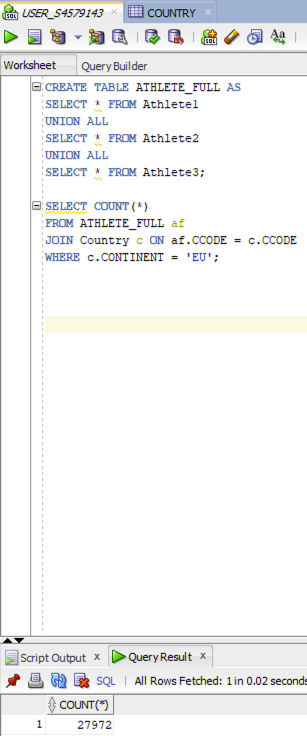 USER_S4579143
COUNTRY
Worksheet Query Builder
CREATE TABLE ATHLETE_FULL AS
SELECT * FROM Athlete1
UNION ALL
SELECT * FROM Athlete2
UNION ALL
SELECT * FROM Athlete3;
SELECT COUNT(*)
FROM ATHLETE_FULL af
JOIN Country c ON af.CCODE = c.CCODE
WHERE c.CONTINENT = 'EU';
Script Output x Query Result x
SQL | All Rows Fetched: 1 in 0.02 seconds
COUNT(*)
1 27972